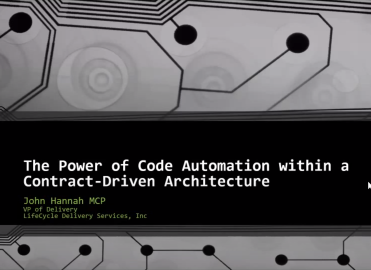 The Power of Code Automation within a
Contract-Driven Architecture
John Hannah MCP
VP of Delivery
LifeCycle Delivery Services, Inc